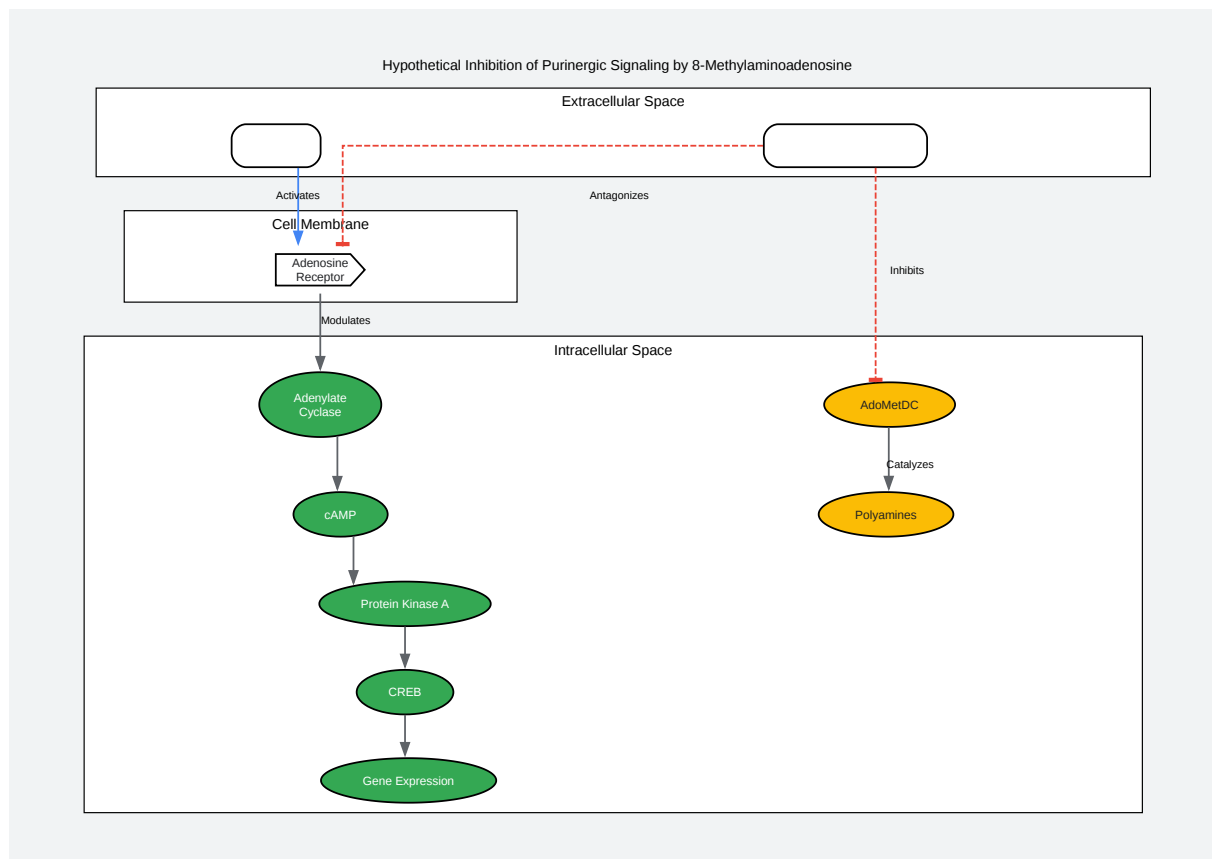 Hypothetical Inhibition of Purinergic Signaling by 8-Methylaminoadenosine
Extracellular Space
Activates
Antagonizes
Cell Membrane
Adenosine
Receptor
Inhibits
Modulates
Intracellular Space
Adenylate
Cyclase
AdoMetDC
Catalyzes
cAMP
Polyamines
Protein Kinase A
CREB
Gene Expression